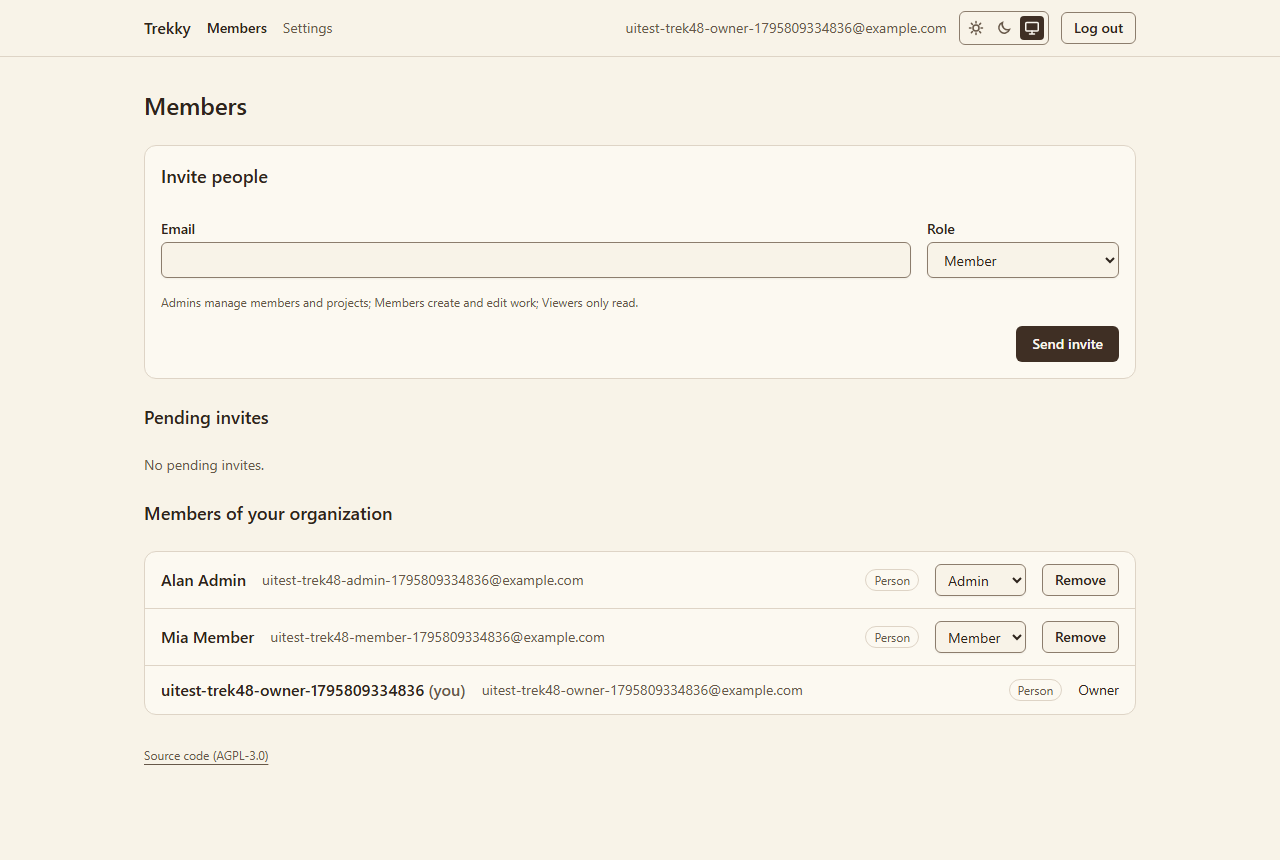 Trekky Members Settings uitest-trek48-owner-1795809334836@example.com Log out
Members
Invite people
Email Role
Member
Admins manage members and projects; Members create and edit work; Viewers only read.
Send invite
Pending invites
No pending invites.
Members of your organization
Alan Admin uitest-trek48-admin-1795809334836@example.com Person Admin Remove
Mia Member uitest-trek48-member-1795809334836@example.com Person Member Remove
uitest-trek48-owner-1795809334836 (you) uitest-trek48-owner-1795809334836@example.com Person Owner
Source code (AGPL-3.0)